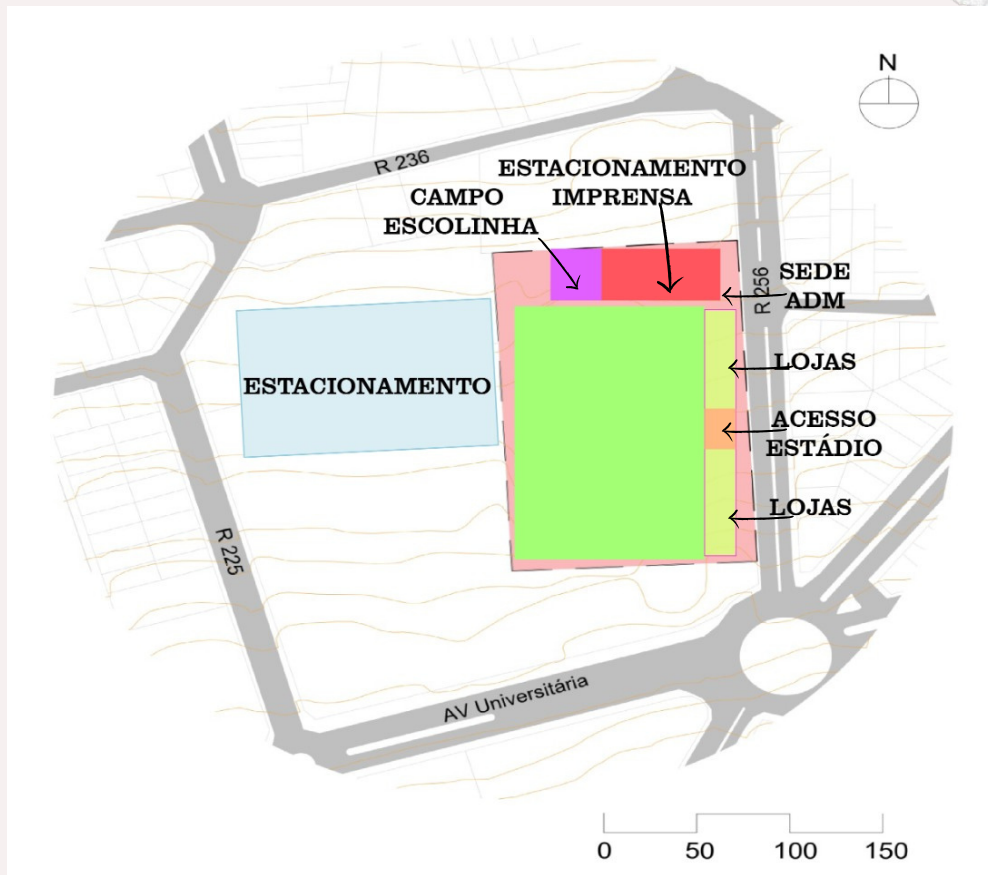 N
R 236
ESTACIONAMENTO
IMPRENSA
CAMPO
ESCOLINHA
SEDE
ADM
R 256
LOJAS
ESTACIONAMENTO
ACESSO
ESTÁDIO
LOJAS
R 225
AV Universitária
0 50 100 150